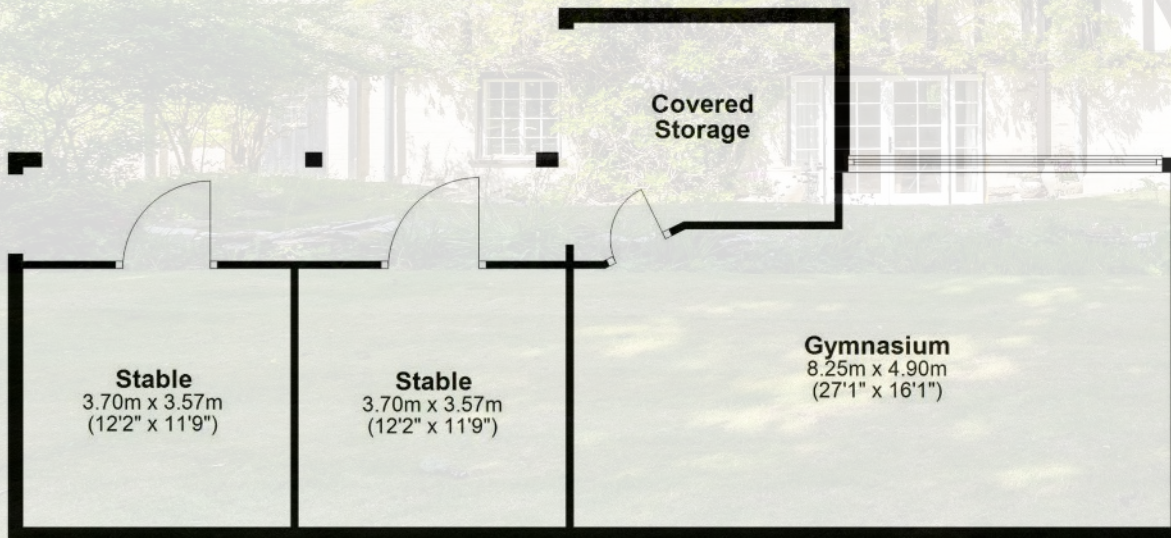 Covered
Storage
Stable
3.70m x 3.57m
(12'2" x 11'9")
Stable
3.70m x 3.57m
(12'2" x 11'9")
Gymnasium
8.25m x 4.90m
(27'1" x 16'1")